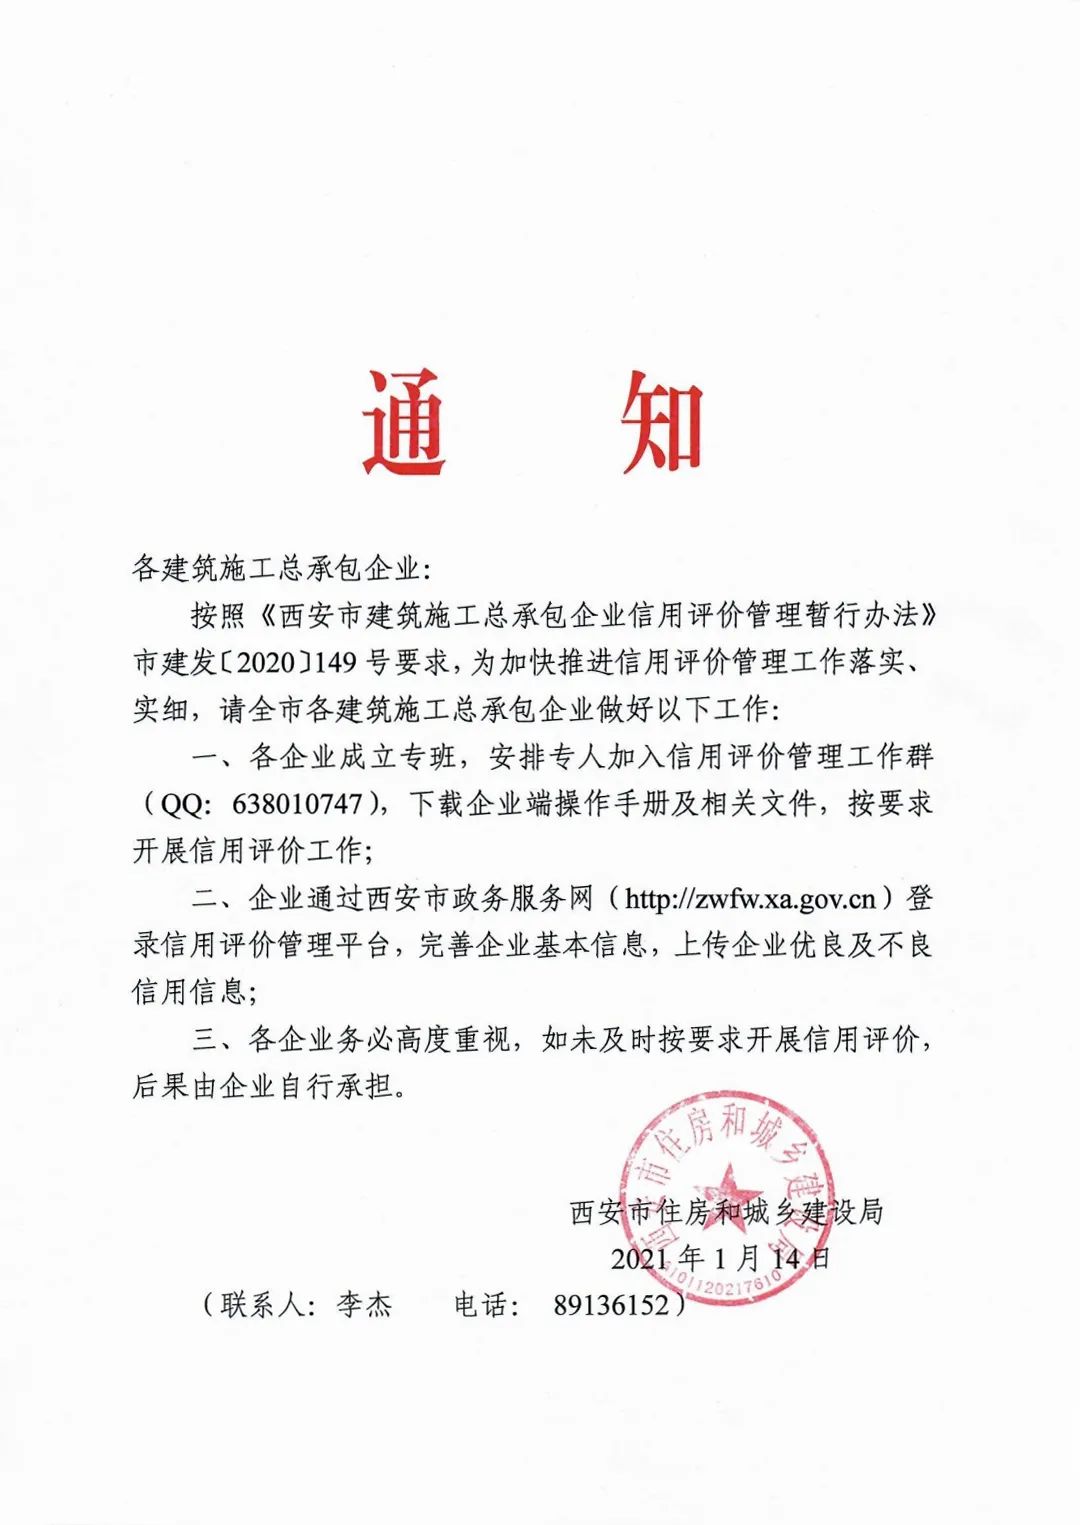 通 知
各建筑施工总承包企业：
按照《西安市建筑施工总承包企业信用评价管理暂行办法》
市建发〔2020〕149号要求，为加快推进信用评价管理工作落实、
实细，请全市各建筑施工总承包企业做好以下工作：
一、各企业成立专班，安排专人加入信用评价管理工作群
（QQ：638010747），下载企业端操作手册及相关文件，按要求
开展信用评价工作；
二、企业通过西安市政务服务网（http://zwfw.xa.gov.cn）登
录信用评价管理平台，完善企业基本信息，上传企业优良及不良
信用信息；
三、各企业务必高度重视，如未及时按要求开展信用评价，
后果由企业自行承担。
西安市住房和城乡建设局
西安市住房和城乡建设局
2021年1月14日
6101120217610
（联系人：李杰 电话： 89136152）